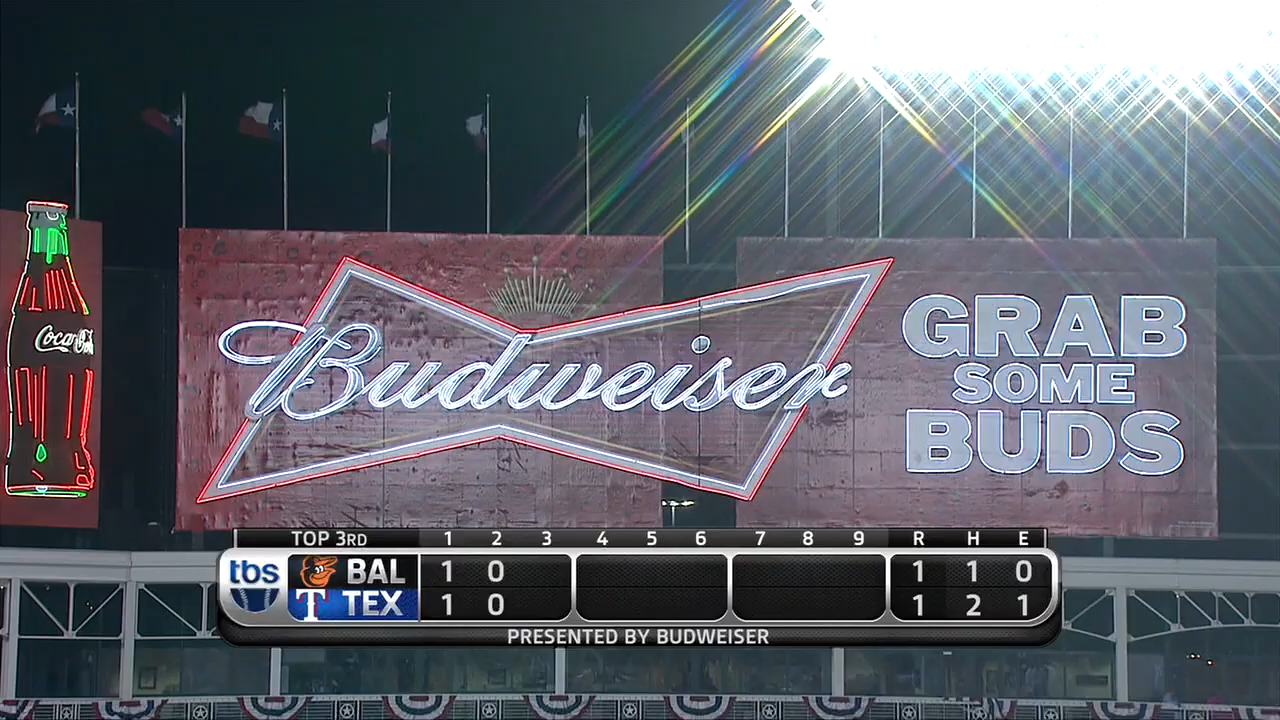 Coca-Cola
Budweiser
GRAB
SOME
BUDS
TOP 3RD 1 2 3 4 5 6 7 8 9 R H E
tbs
BAL 1 0 1 1 0
T TEX 1 0 1 2 1
PRESENTED BY BUDWEISER